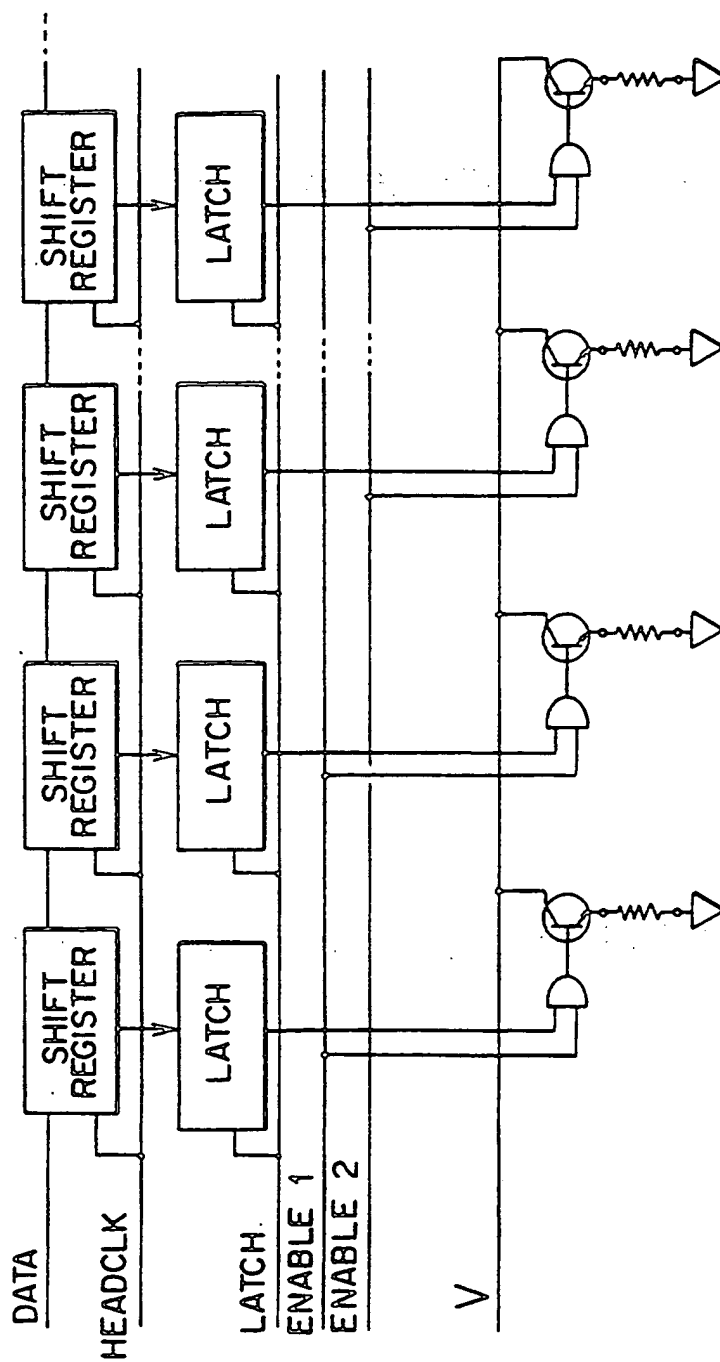 DATA
SHIFT
REGISTER
SHIFT
REGISTER
SHIFT
REGISTER
SHIFT
REGISTER
HEADCLK
LATCH
LATCH
LATCH
LATCH
LATCH.
ENABLE 1
ENABLE 2
V